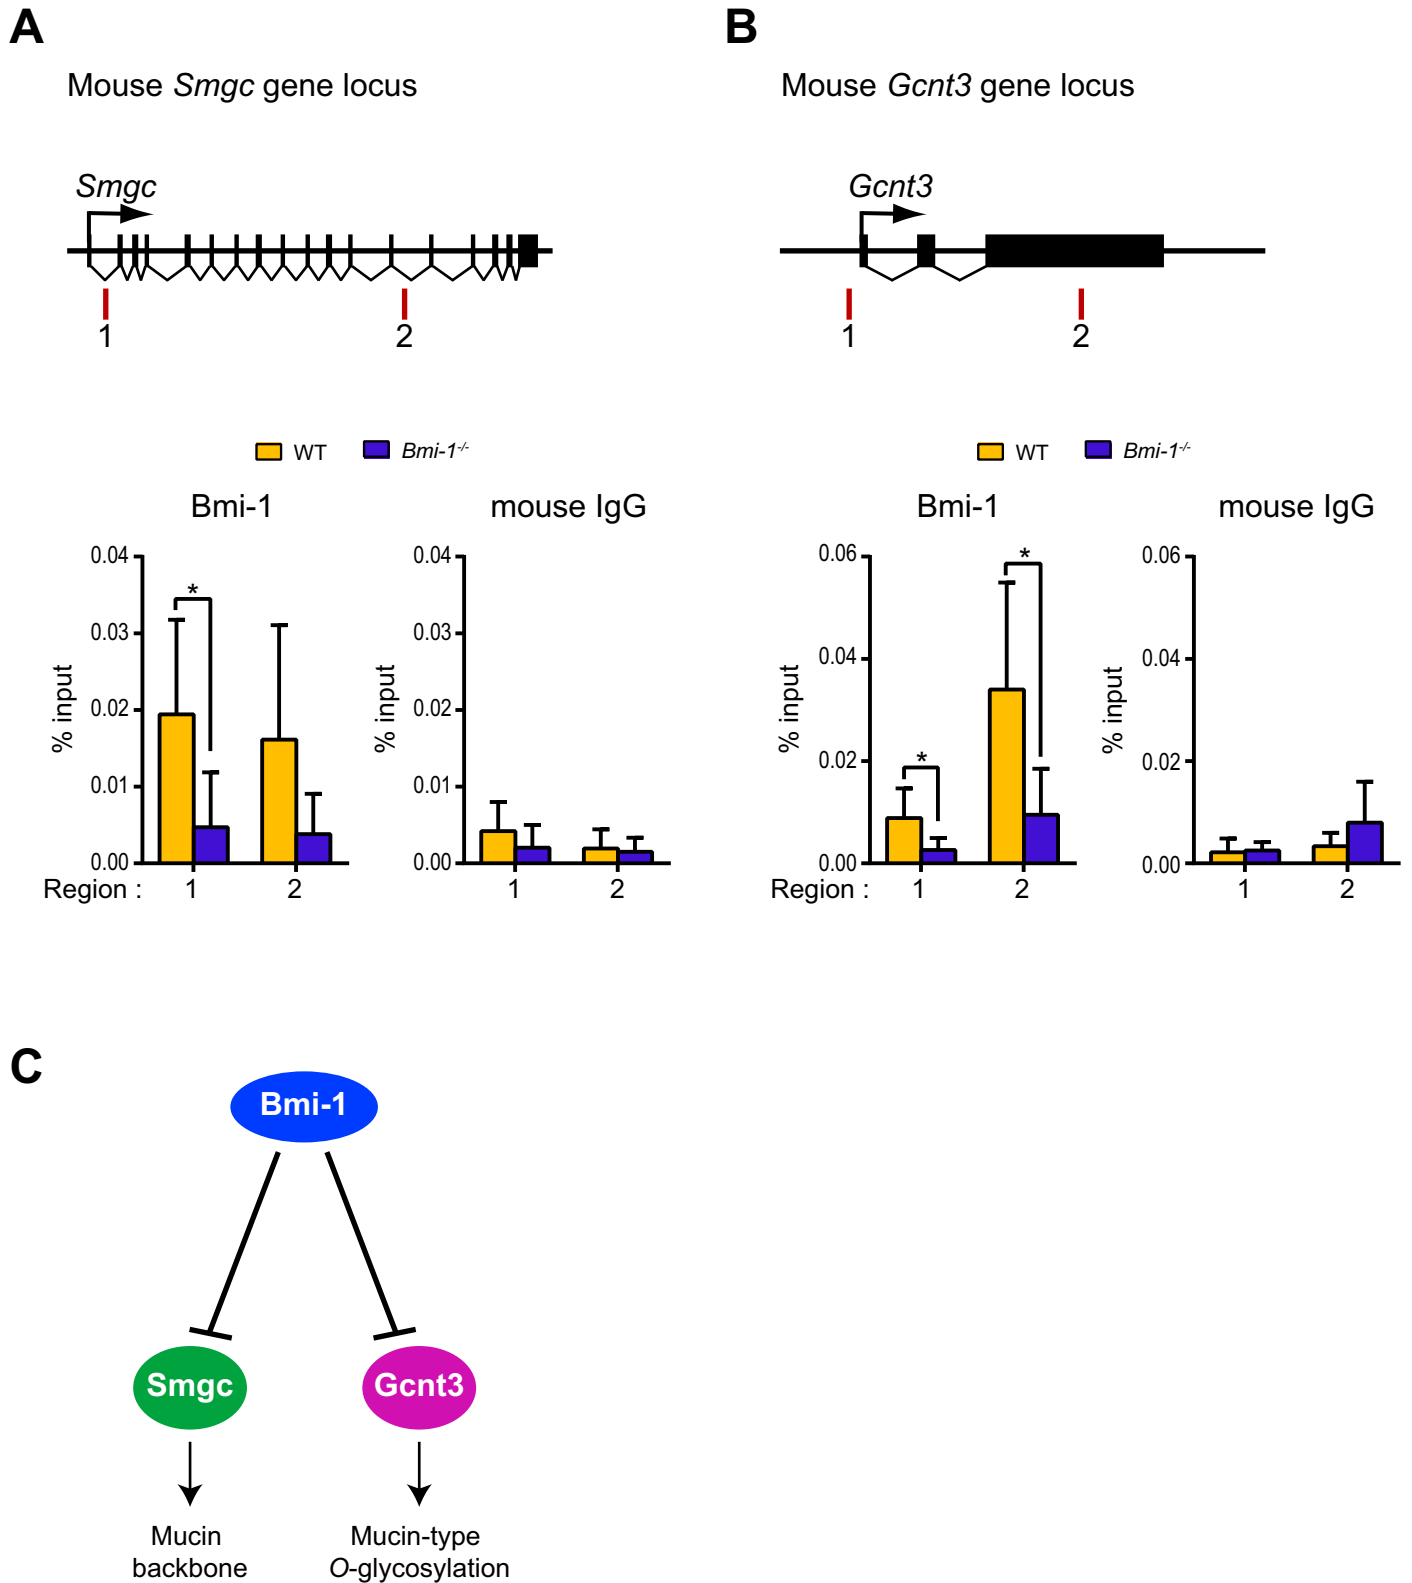 A
Mouse Smgc gene locus
Smgc
1 2
WT Bmi-1-/-
Bmi-1 mouse IgG
% input
0.04
0.03
0.02
0.01
0.00
*
% input
0.04
0.03
0.02
0.01
0.00
Region : 1 2 1 2
B
Mouse Gcnt3 gene locus
Gcnt3
1 2
WT Bmi-1-/-
Bmi-1 mouse IgG
% input
0.06
0.04
0.02
0.00
*
*
% input
0.06
0.04
0.02
0.00
Region : 1 2 1 2
C
Bmi-1
Smgc Gcnt3
Mucin
backbone
Mucin-type
O-glycosylation